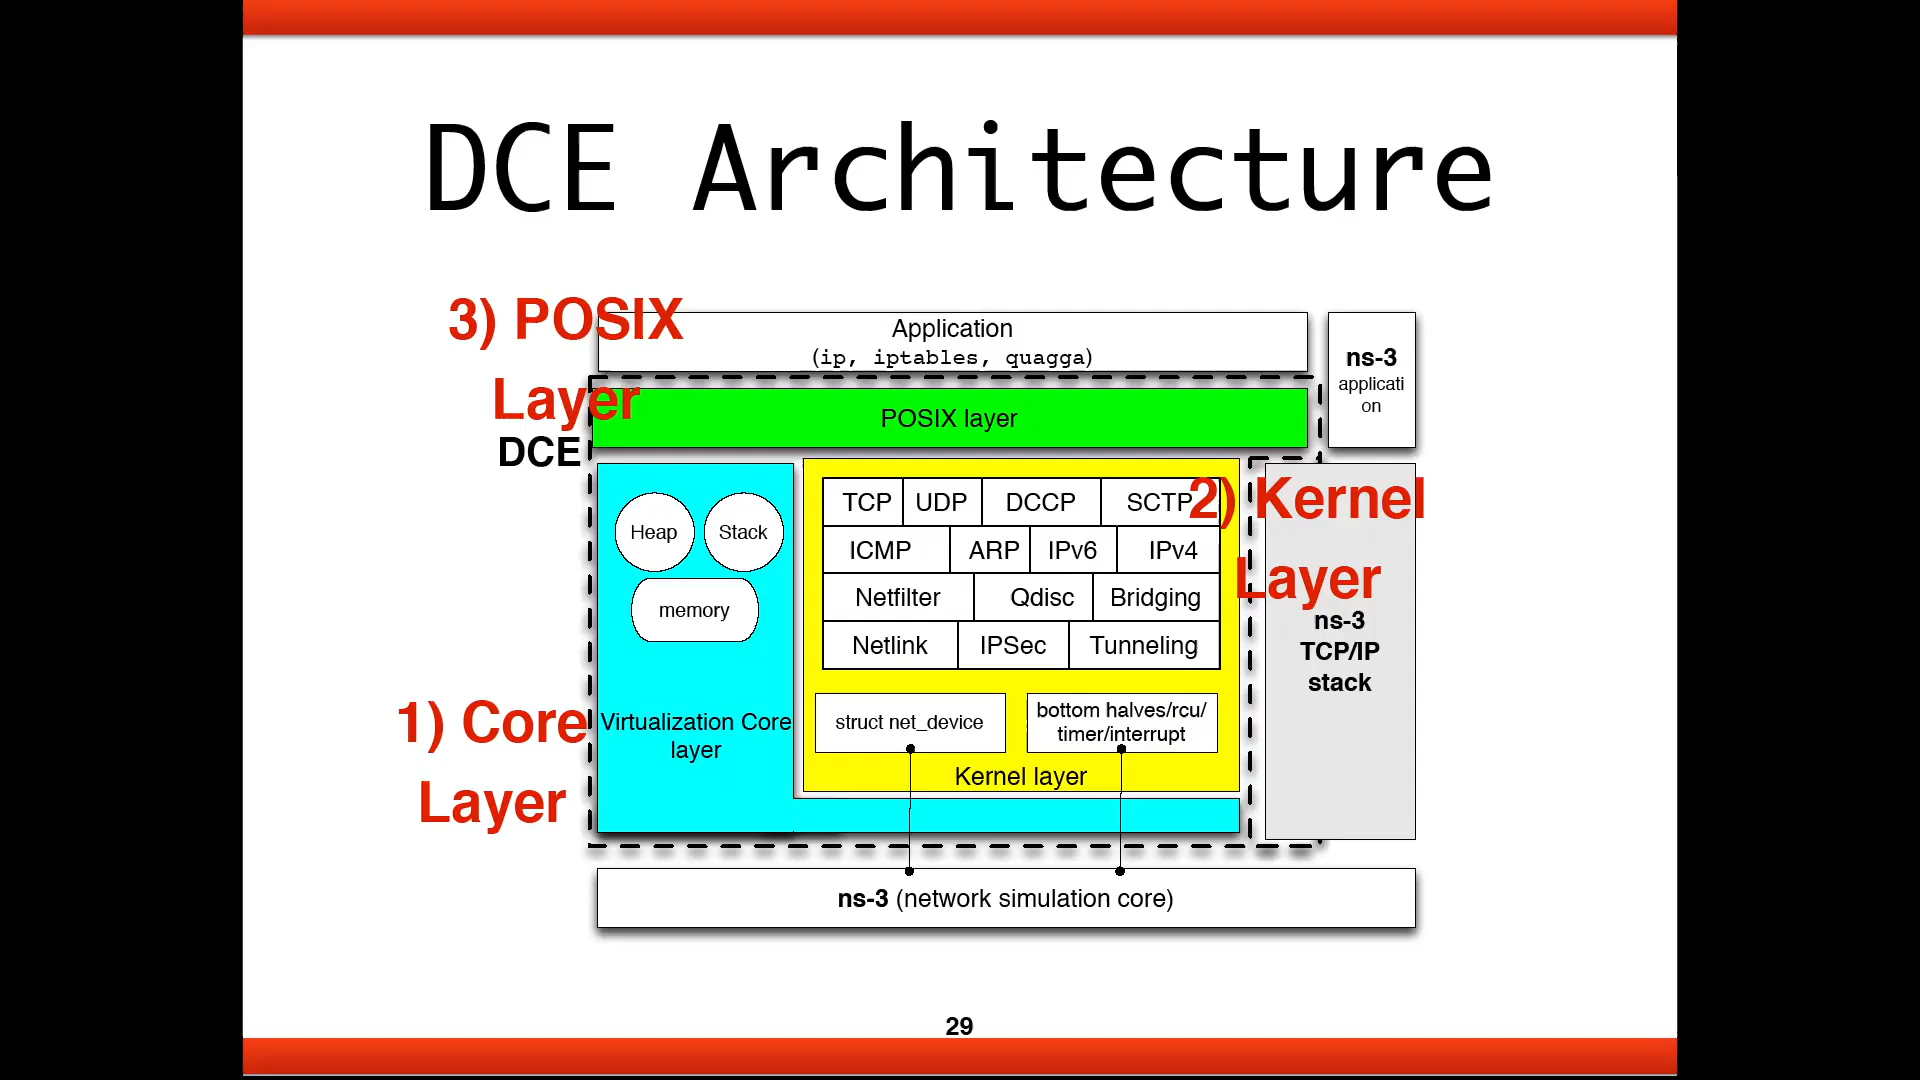 DCE Architecture
3) POSIX
Layer
DCE
Application
(ip, iptables, quagga)
ns-3
applicati
on
POSIX layer
Heap
Stack
memory
Virtualization Core
layer
1) Core
Layer
TCP UDP DCCP SCTP
ICMP ARP IPv6 IPv4
Netfilter Qdisc Bridging
Netlink IPSec Tunneling
struct net_device
bottom halves/rcu/
timer/interrupt
Kernel layer
2) Kernel
Layer
ns-3
TCP/IP
stack
ns-3 (network simulation core)
29